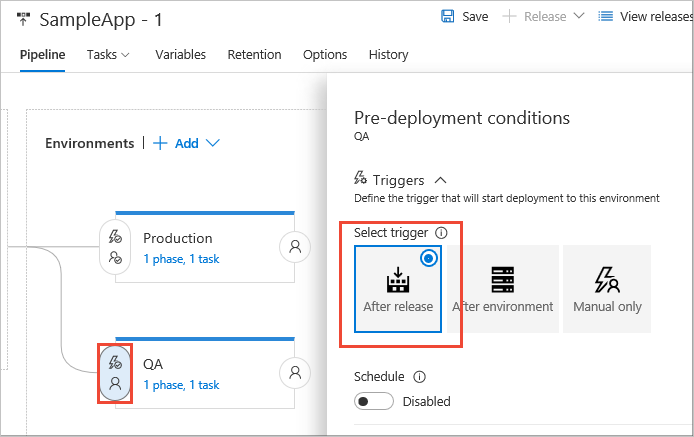 SampleApp - 1
Save
Release
View releases
Pipeline
Tasks
Variables
Retention
Options
History
Environments
Add
Production
1 phase, 1 task
QA
1 phase, 1 task
Pre-deployment conditions
QA
Triggers
Define the trigger that will start deployment to this environment
Select trigger
After release
After environment
Manual only
Schedule
Disabled